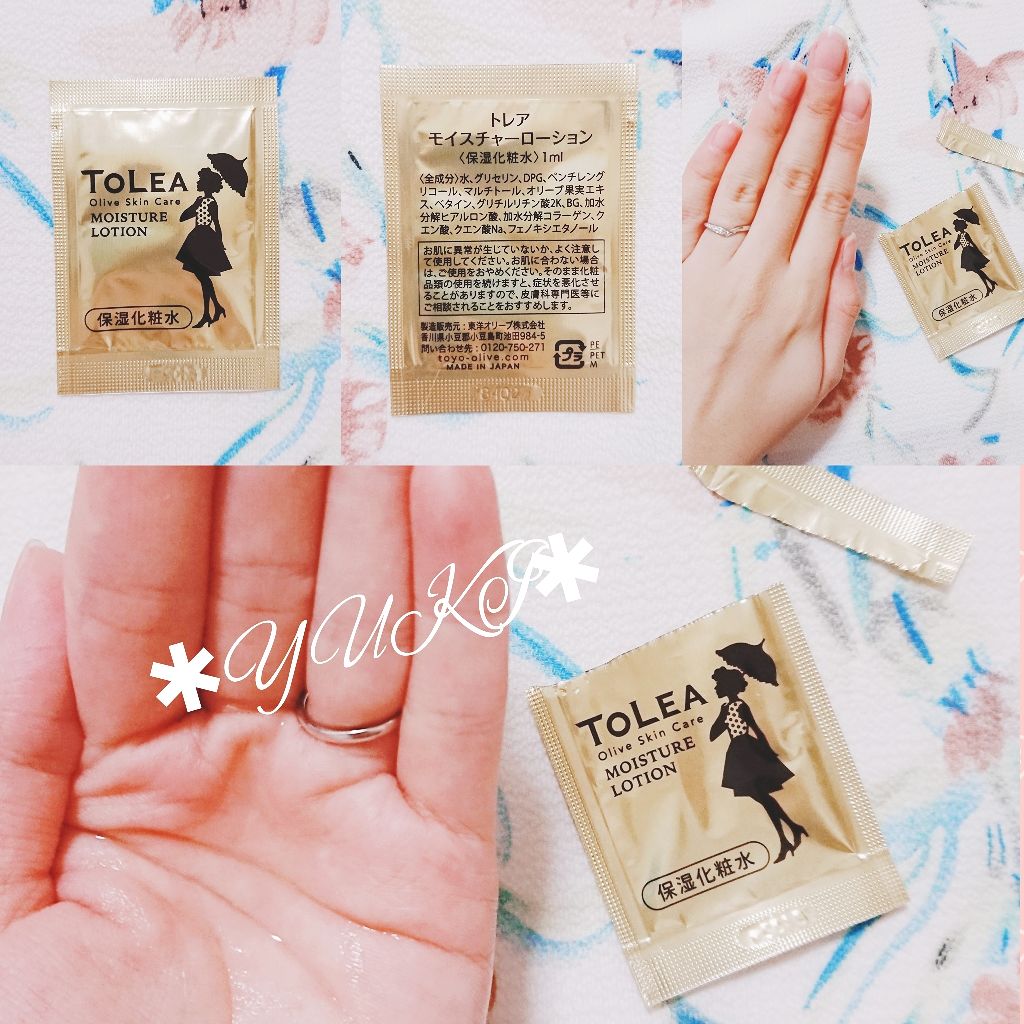 TOLEA
Olive Skin Care
MOISTURE
LOTION
保湿化粧水
トレア
モイスチャーローション
〈保湿化粧水〉1ml
〈全成分〉水、グリセリン、DPG、ペンチレング
リコール、マルチトール、オリーブ果実エキ
ス、ベタイン、グリチルリチン酸2K、BG、加水
分解ヒアルロン酸、加水分解コラーゲン、ク
エン酸、クエン酸Na、フェノキシエタノール
お肌に異常が生じていないか、よく注意し
て使用してください。お肌に合わない場合
は、ご使用をおやめください。そのまま化粧
品類の使用を続けますと、症状を悪化させ
ることがありますので、皮膚科専門医等に
ご相談されることをおすすめします。
製造販売元:東洋オリーブ株式会社
香川県小豆郡小豆島町池田984-5
問い合わせ先:0120-750-271
toyo-olive.com
MADE IN JAPAN
プラ
PE
PET
M
TOLEA
Olive Skin Care
MOISTURE
LOTION
保湿化粧水
*YUKI*
TOLEA
Olive Skin Care
MOISTURE
LOTION
保湿化粧水